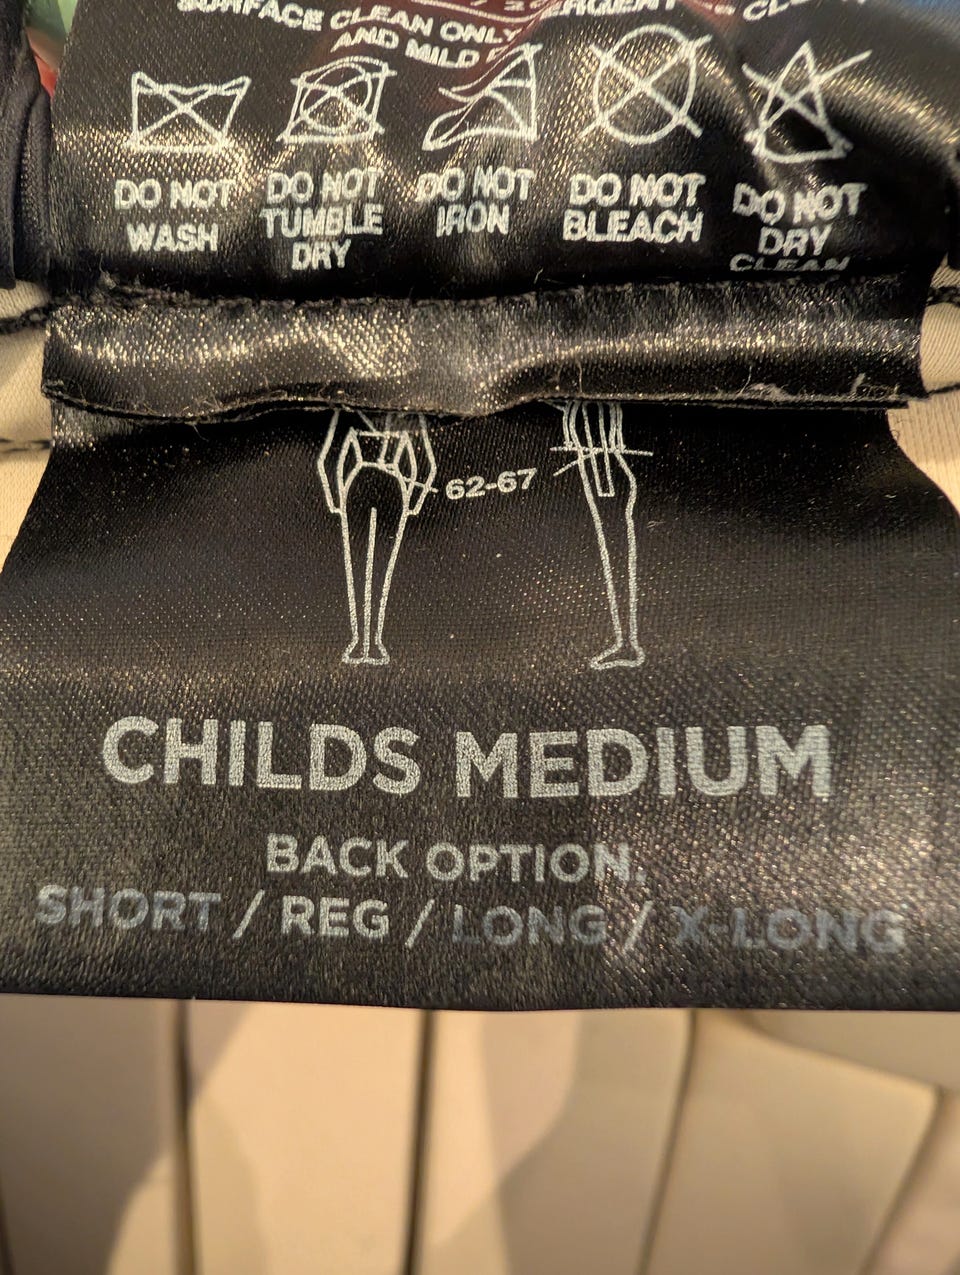 SURFACE CLEAN ONLY
AND MILD
DO NOT WASH
DO NOT TUMBLE DRY
DO NOT IRON
DO NOT BLEACH
DO NOT DRY CLEAN
62-67
CHILDS MEDIUM
BACK OPTION.
SHORT / REG / LONG / X-LONG